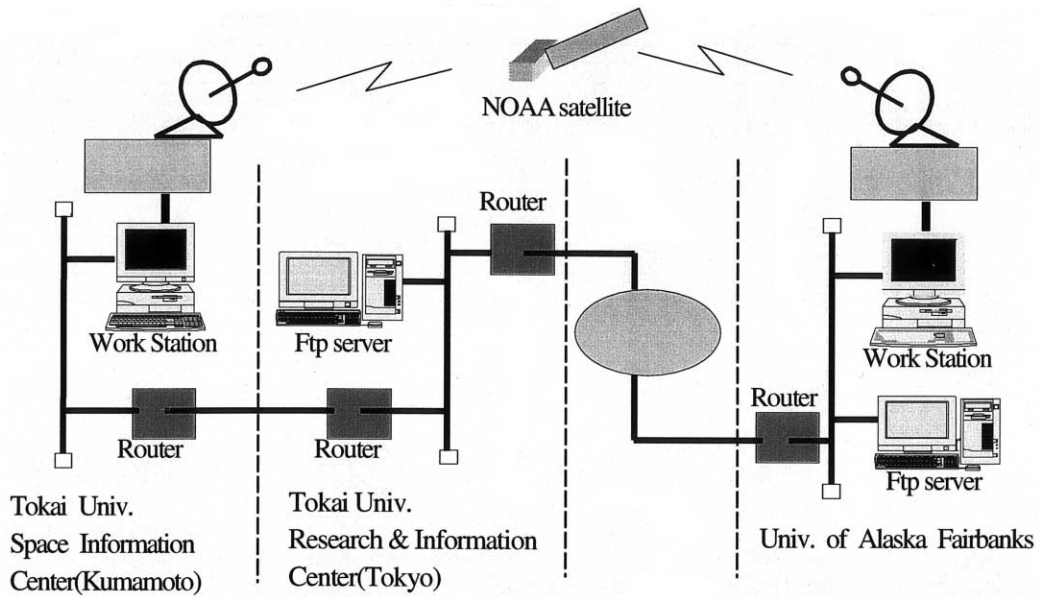 NOAA satellite
Router
Work Station
Ftp server
Work Station
Router
Router
Router
Ftp server
Tokai Univ.
Space Information
Center(Kumamoto)
Tokai Univ.
Research & Information
Center(Tokyo)
Univ. of Alaska Fairbanks